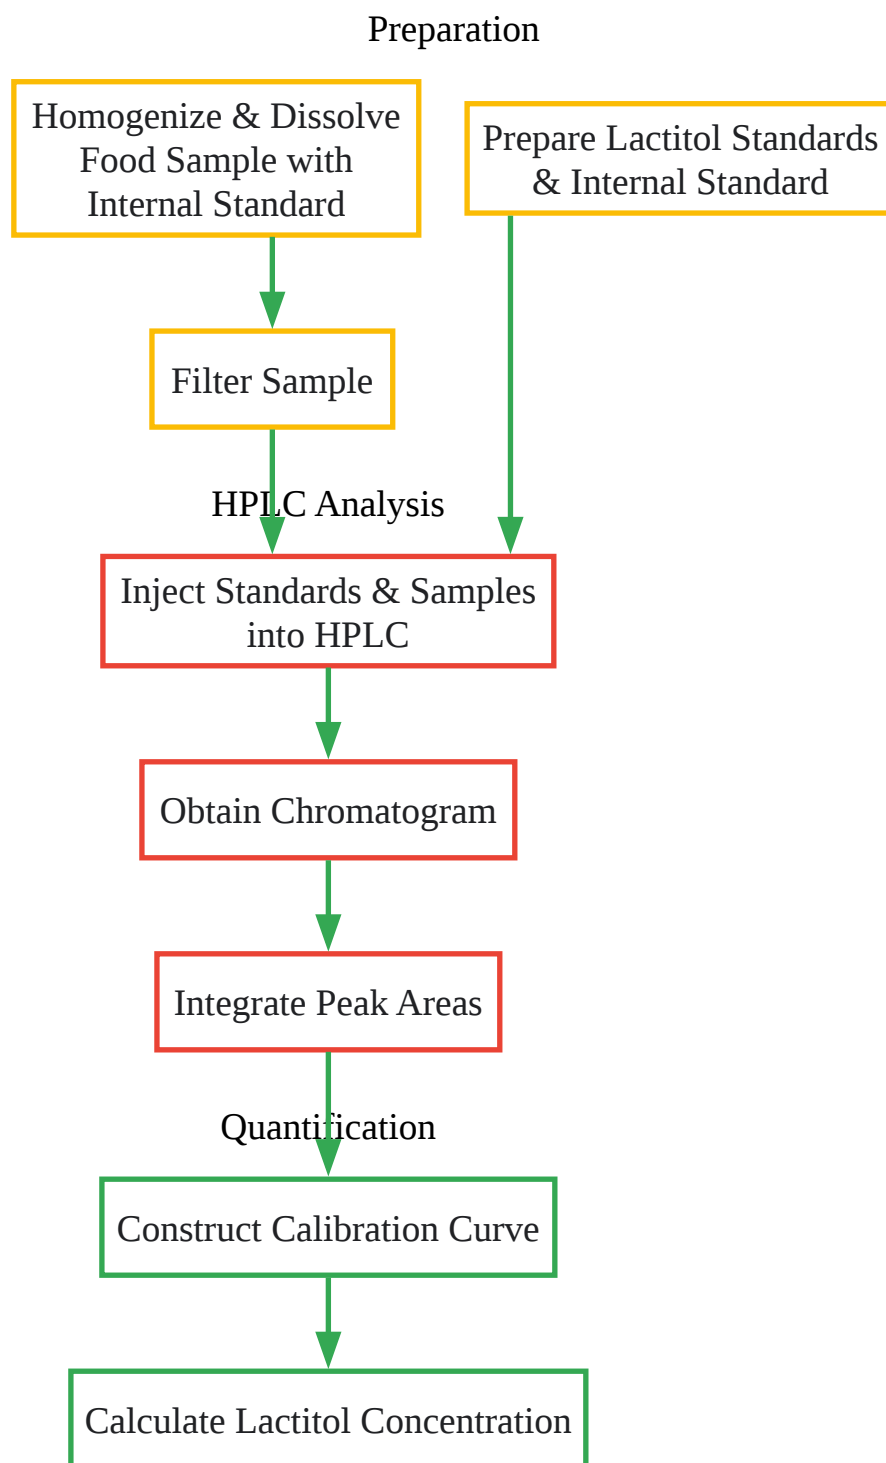 Preparation
Homogenize & Dissolve
Food Sample with
Internal Standard
Prepare Lactitol Standards
& Internal Standard
Filter Sample
HPLC Analysis
Inject Standards & Samples
into HPLC
Obtain Chromatogram
Integrate Peak Areas
Quantification
Construct Calibration Curve
Calculate Lactitol Concentration